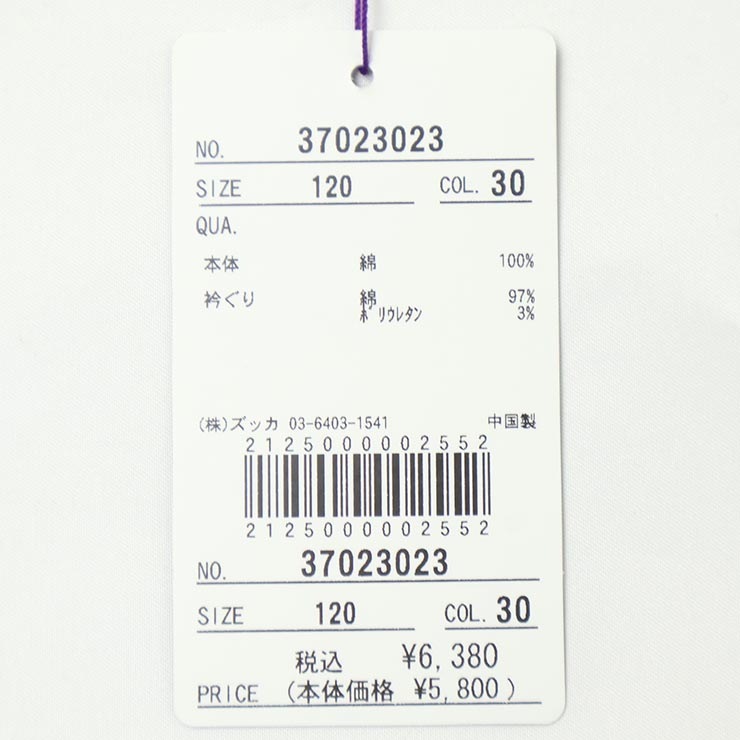 NO. 37023023
SIZE 120 COL. 30
QUA.
本体 綿 100%
衿ぐり 綿 97%
ﾎﾟﾘｳﾚﾀﾝ 3%
(株)ズッカ 03-6403-1541 中国製
2125000002552
2125000002552
NO. 37023023
SIZE 120 COL. 30
税込 ¥6,380
PRICE (本体価格 ¥5,800)